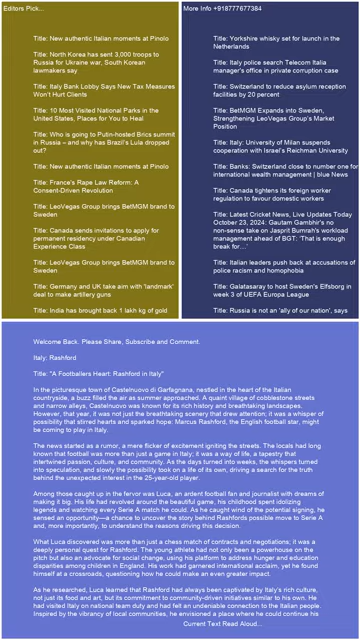 Editors Pick...
Title: New authentic Italian moments at Pinolo
Title: North Korea has sent 3,000 troops to
Russia for Ukraine war, South Korean
lawmakers say
Title: Italy Bank Lobby Says New Tax Measures
Won't Hurt Clients
Title: 10 Most Visited National Parks in the
United States, Places for You to Heal
Title: Who is going to Putin-hosted Brics summit
in Russia – and why has Brazil's Lula dropped
out?
Title: New authentic Italian moments at Pinolo
Title: France's Rape Law Reform: A
Consent-Driven Revolution
Title: LeoVegas Group brings BetMGM brand to
Sweden
Title: Canada sends invitations to apply for
permanent residency under Canadian
Experience Class
Title: LeoVegas Group brings BetMGM brand to
Sweden
Title: Germany and UK take aim with 'landmark'
deal to make artillery guns
Title: India has brought back 1 lakh kg of gold
More Info +918777677384
Title: Yorkshire whisky set for launch in the
Netherlands
Title: Italy police search Telecom Italia
manager's office in private corruption case
Title: Switzerland to reduce asylum reception
facilities by 20 percent
Title: BetMGM Expands into Sweden,
Strengthening LeoVegas Group's Market
Position
Title: Italy: University of Milan suspends
cooperation with Israel's Reichman University
Title: Banks: Switzerland close to number one for
international wealth management | blue News
Title: Canada tightens its foreign worker
regulation to favour domestic workers
Title: Latest Cricket News, Live Updates Today
October 23, 2024: Gautam Gambhir's no
non-sense take on Jasprit Bumrah's workload
management ahead of BGT: 'That is enough
break for…'
Title: Italian leaders push back at accusations of
police racism and homophobia
Title: Galatasaray to host Sweden's Elfsborg in
week 3 of UEFA Europa League
Title: Russia is not an 'ally of our nation', says
Welcome Back. Please Share, Subscribe and Comment.
Italy: Rashford
Title: "A Footballers Heart: Rashford in Italy"
In the picturesque town of Castelnuovo di Garfagnana, nestled in the heart of the Italian
countryside, a buzz filled the air as summer approached. A quaint village of cobblestone streets
and narrow alleys, Castelnuovo was known for its rich history and breathtaking landscapes.
However, that year, it was not just the breathtaking scenery that drew attention; it was a whisper of
possibility that stirred hearts and sparked hope: Marcus Rashford, the English football star, might
be coming to play in Italy.
The news started as a rumor, a mere flicker of excitement igniting the streets. The locals had long
known that football was more than just a game in Italy; it was a way of life, a tapestry that
intertwined passion, culture, and community. As the days turned into weeks, the whispers turned
into speculation, and slowly the possibility took on a life of its own, driving a search for the truth
behind the unexpected interest in the 25-year-old player.
Among those caught up in the fervor was Luca, an ardent football fan and journalist with dreams of
making it big. His life had revolved around the beautiful game, his childhood spent idolizing
legends and watching every Serie A match he could. As he caught wind of the potential signing, he
sensed an opportunity—a chance to uncover the story behind Rashfords possible move to Serie A
and, more importantly, to understand the reasons driving this decision.
What Luca discovered was more than just a chess match of contracts and negotiations; it was a
deeply personal quest for Rashford. The young athlete had not only been a powerhouse on the
pitch but also an advocate for social change, using his platform to address hunger and education
disparities among children in England. His work had garnered international acclaim, yet he found
himself at a crossroads, questioning how he could make an even greater impact.
As he researched, Luca learned that Rashford had always been captivated by Italy's rich culture,
not just its food and art, but its commitment to community-driven initiatives similar to his own. He
had visited Italy on national team duty and had felt an undeniable connection to the Italian people.
Inspired by the vibrancy of local communities, he envisioned a place where he could continue his
Current Text Read Aloud...